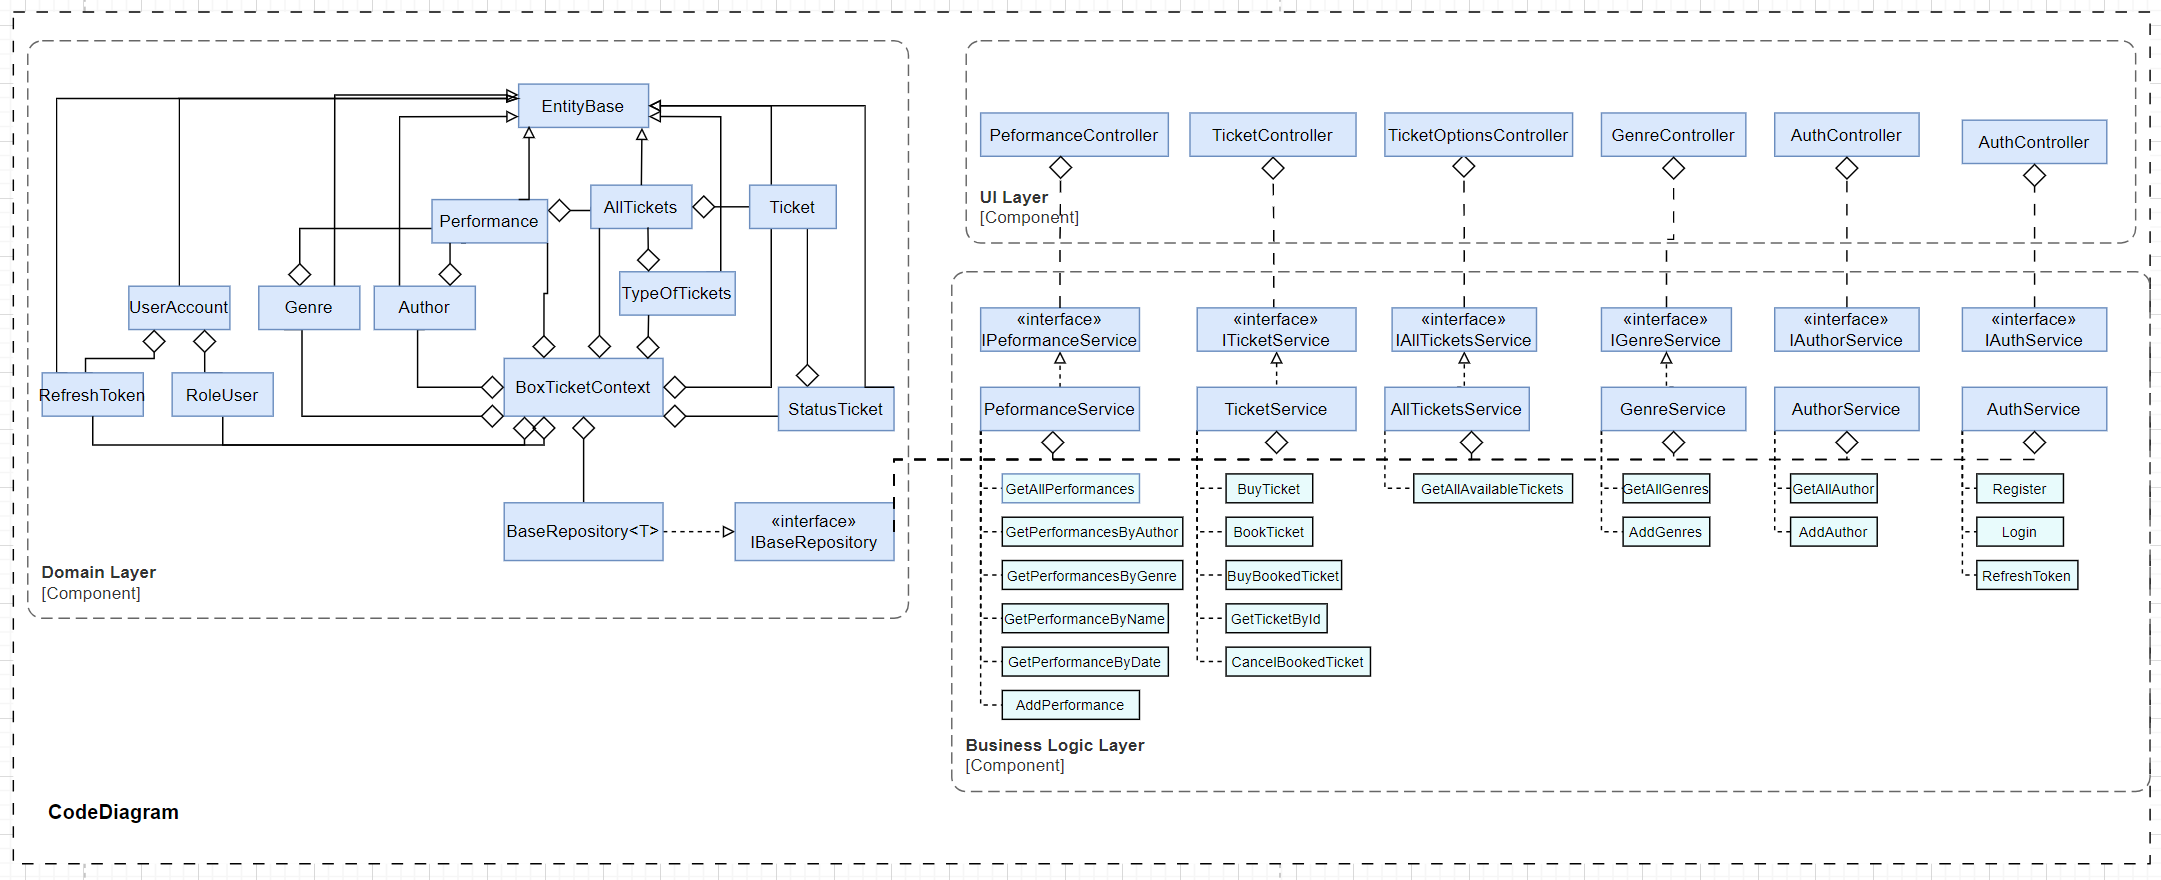 EntityBase
Performance
AllTickets
Ticket
UserAccount
Genre
Author
TypeOfTickets
RefreshToken
RoleUser
BoxTicketContext
StatusTicket
BaseRepository<T>
«interface»
IBaseRepository
Domain Layer
[Component]
PeformanceController
TicketController
TicketOptionsController
GenreController
AuthController
AuthController
UI Layer
[Component]
«interface»
IPeformanceService
«interface»
ITicketService
«interface»
IAllTicketsService
«interface»
IGenreService
«interface»
IAuthorService
«interface»
IAuthService
PeformanceService
TicketService
AllTicketsService
GenreService
AuthorService
AuthService
GetAllPerformances
GetPerformancesByAuthor
GetPerformancesByGenre
GetPerformanceByName
GetPerformanceByDate
AddPerformance
BuyTicket
BookTicket
BuyBookedTicket
GetTicketById
CancelBookedTicket
GetAllAvailableTickets
GetAllGenres
AddGenres
GetAllAuthor
AddAuthor
Register
Login
RefreshToken
Business Logic Layer
[Component]
CodeDiagram